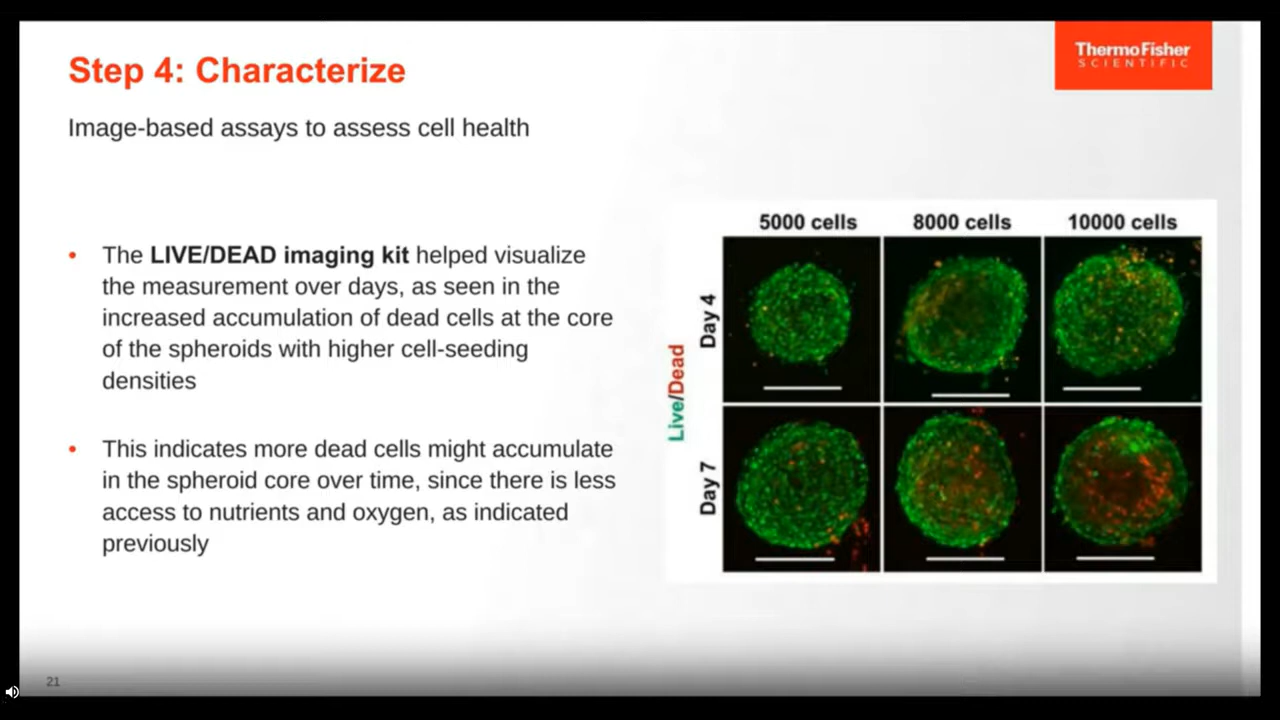 Step 4: Characterize
ThermoFisher
SCIENTIFIC
Image-based assays to assess cell health
• The LIVE/DEAD imaging kit helped visualize
the measurement over days, as seen in the
increased accumulation of dead cells at the core
of the spheroids with higher cell-seeding
densities
• This indicates more dead cells might accumulate
in the spheroid core over time, since there is less
access to nutrients and oxygen, as indicated
previously
5000 cells
8000 cells
10000 cells
Live/Dead
Day 4
Day 7
21